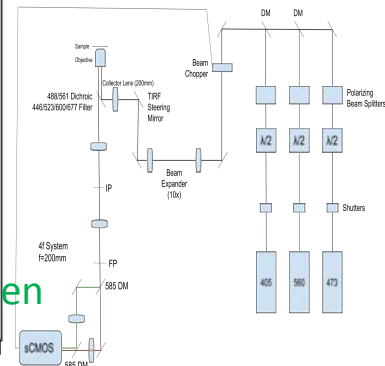 DM DM
Sample
Objective
Collector Lens (200mm)
488/561 Dichroic
446/523/600/677 Filter
TIRF
Steering
Mirror
Beam
Chopper
Polarizing
Beam Splitters
λ/2 λ/2 λ/2
Beam
Expander
(10x)
IP
Shutters
4f System
f=200mm
FP
405 560 473
en
585 DM
sCMOS
585 DM